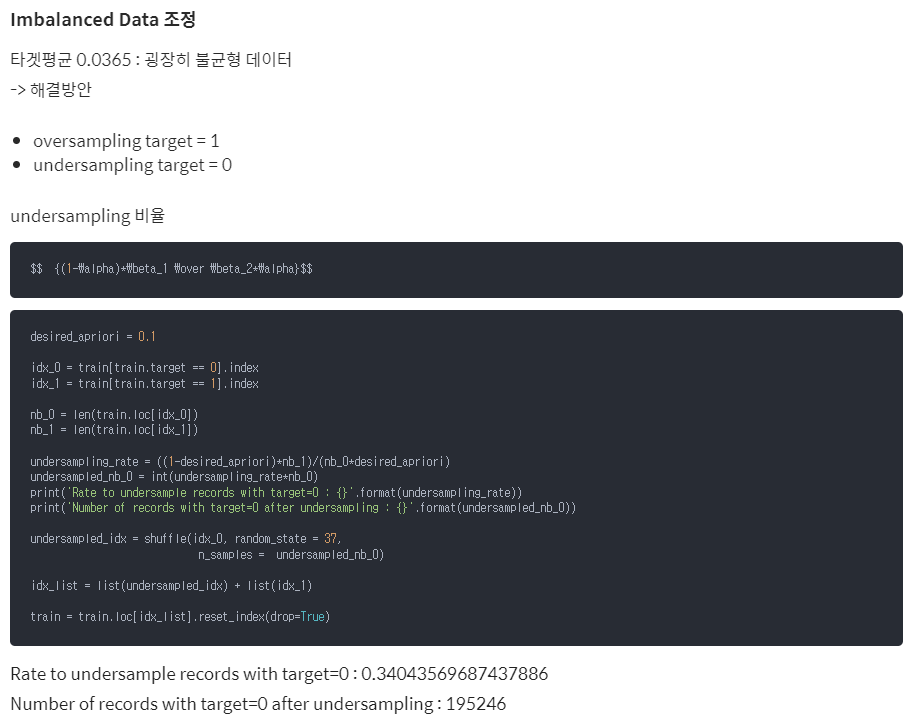 Imbalanced Data 조정
타겟평균 0.0365 : 굉장히 불균형 데이터
-> 해결방안
oversampling target = 1
undersampling target = 0
undersampling 비율
$$  {(1-₩alpha)*₩beta_1 ₩over ₩beta_2*₩alpha}$$
desired_apriori = 0.1
idx_0 = train[train.target == 0].index
idx_1 = train[train.target == 1].index
nb_0 = len(train.loc[idx_0])
nb_1 = len(train.loc[idx_1])
undersampling_rate = ((1-desired_apriori)*nb_1)/(nb_0*desired_apriori)
undersampled_nb_0 = int(undersampling_rate*nb_0)
print('Rate to undersample records with target=0 : {}'.format(undersampling_rate))
print('Number of records with target=0 after undersampling : {}'.format(undersampled_nb_0))
undersampled_idx = shuffle(idx_0, random_state = 37,
n_samples =  undersampled_nb_0)
idx_list = list(undersampled_idx) + list(idx_1)
train = train.loc[idx_list].reset_index(drop=True)
Rate to undersample records with target=0 : 0.34043569687437886
Number of records with target=0 after undersampling : 195246